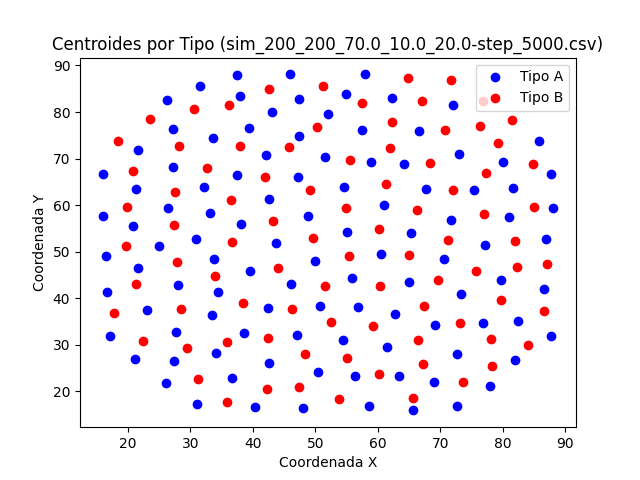 Centroides por Tipo (sim_200_200_70.0_10.0_20.0-step_5000.csv)
Tipo A
Tipo B
90
80
70
60
50
40
30
20
Coordenada Y
20 30 40 50 60 70 80 90
Coordenada X